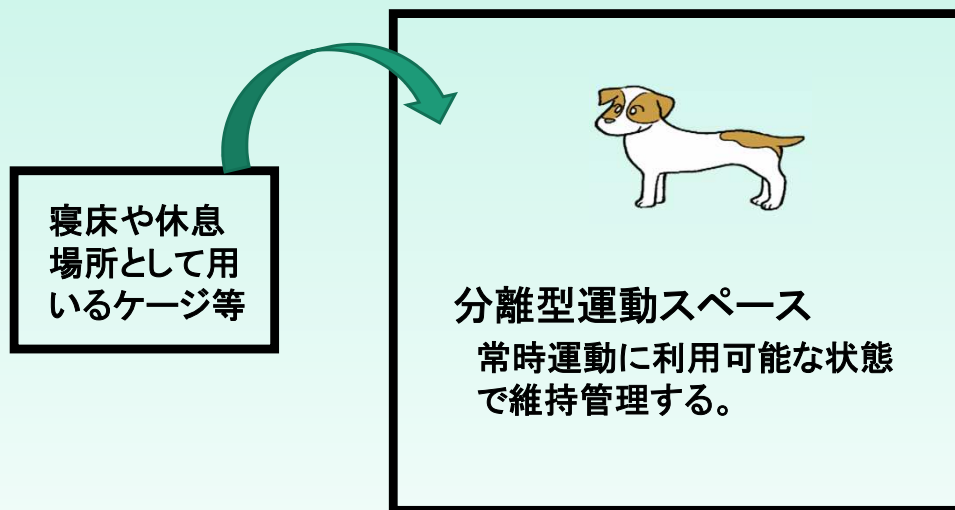 寝床や休息
場所として用
いるケージ等
分離型運動スペース
常時運動に利用可能な状態
で維持管理する。